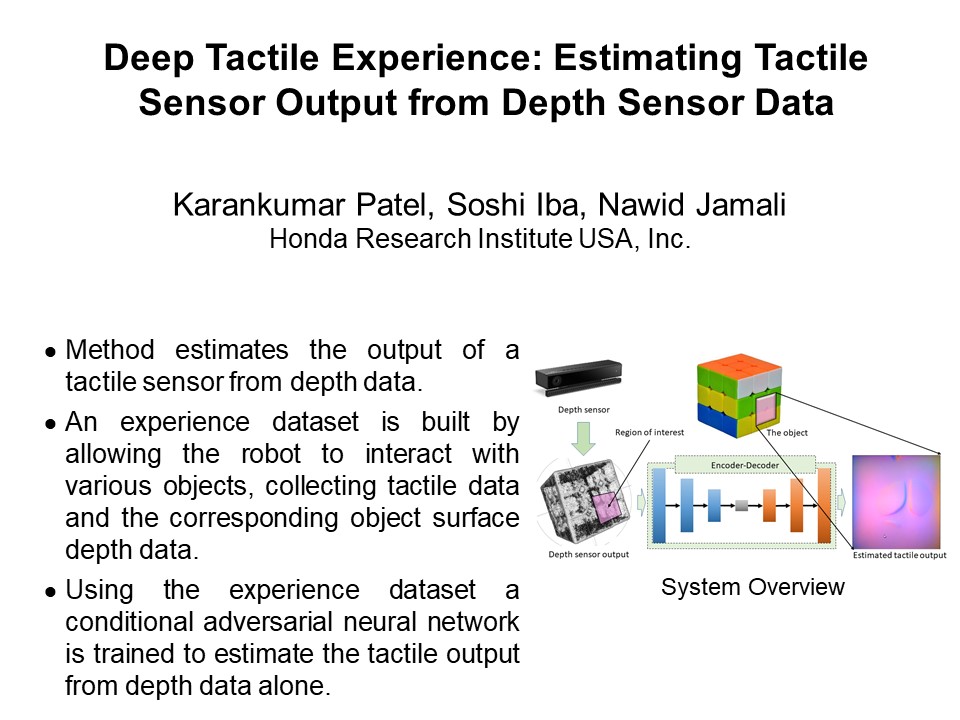 Deep Tactile Experience: Estimating Tactile
Sensor Output from Depth Sensor Data
Karankumar Patel, Soshi Iba, Nawid Jamali
Honda Research Institute USA, Inc.
● Method estimates the output of a
tactile sensor from depth data.
● An experience dataset is built by
allowing the robot to interact with
various objects, collecting tactile data
and the corresponding object surface
depth data.
● Using the experience dataset a
conditional adversarial neural network
is trained to estimate the tactile output
from depth data alone.
Depth sensor
Region of interest
The object
Encoder-Decoder
Depth sensor output
Estimated tactile output
System Overview